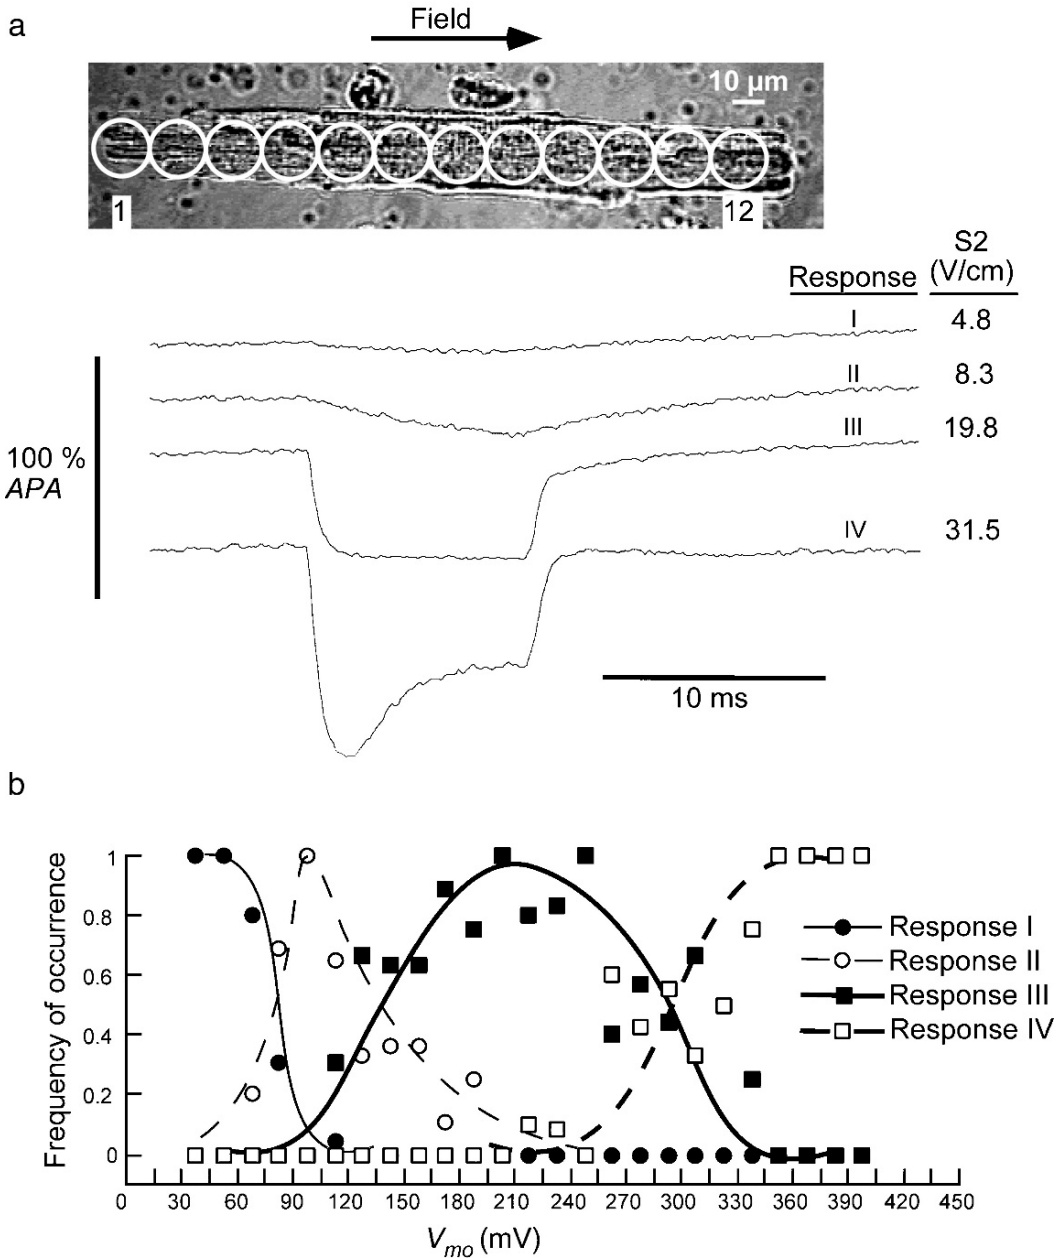 a
Field
10 µm
1
12
Response
S2
(V/cm)
I 4.8
II 8.3
III 19.8
IV 31.5
100 %
APA
10 ms
b
Frequency of occurrence
1
0.8
0.6
0.4
0.2
0
0 30 60 90 120 150 180 210 240 270 300 330 360 390 420 450
Vmo (mV)
Response I
Response II
Response III
Response IV